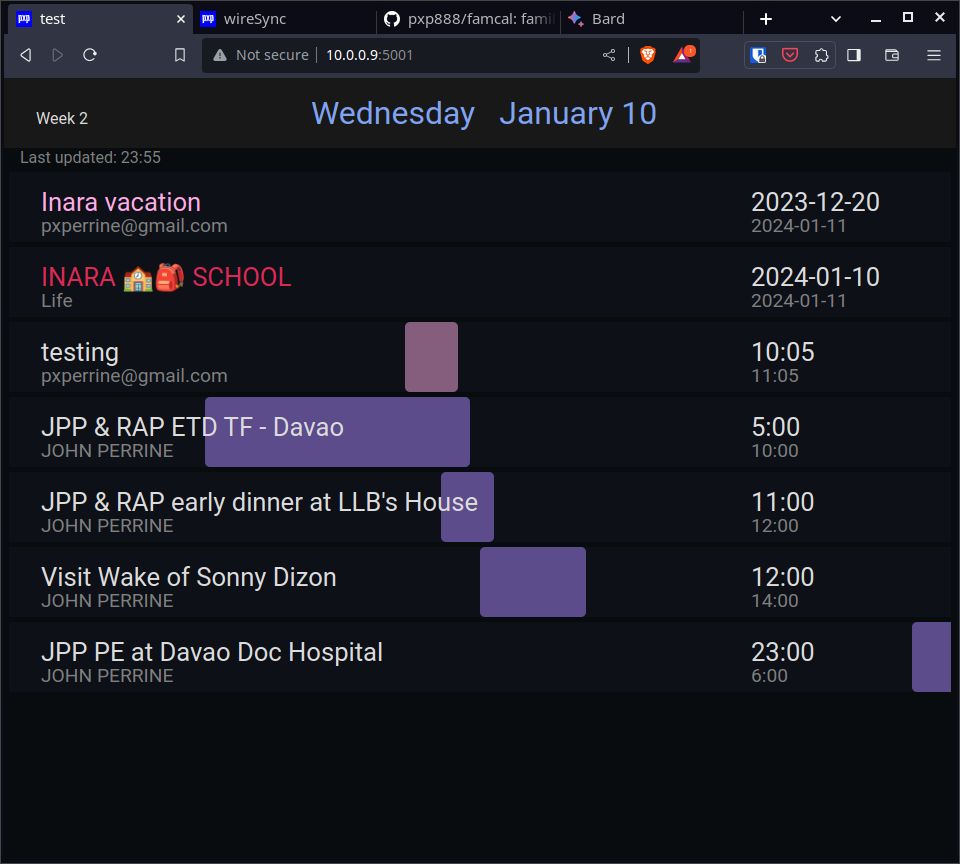 pxp test
pxp wireSync
pxp888/famcal: fami
Bard
Not secure 10.0.0.9:5001
1
Week 2
Wednesday January 10
Last updated: 23:55
Inara vacation 2023-12-20
pxperrine@gmail.com 2024-01-11
INARA 🏫🎒 SCHOOL 2024-01-10
Life 2024-01-11
testing 10:05
pxperrine@gmail.com 11:05
JPP & RAP ETD TF - Davao 5:00
JOHN PERRINE 10:00
JPP & RAP early dinner at LLB's House 11:00
JOHN PERRINE 12:00
Visit Wake of Sonny Dizon 12:00
JOHN PERRINE 14:00
JPP PE at Davao Doc Hospital 23:00
JOHN PERRINE 6:00